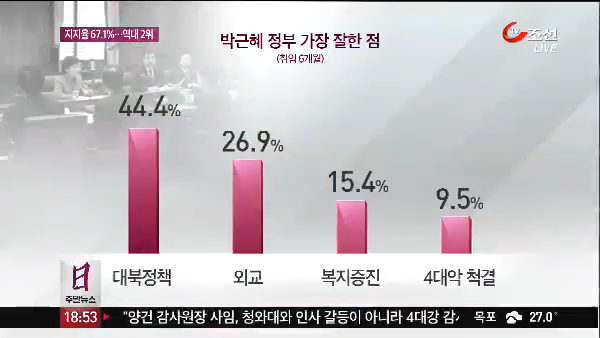 지지율 67.1%…역대 2위
박근혜 정부 가장 잘한 점
(취임 6개월)
TV조선
LIVE
44.4%
26.9%
15.4%
9.5%
대북정책
외교
복지증진
4대악 척결
주말뉴스
18:53
"양건 감사원장 사임, 청와대와 인사 갈등이 아니라 4대강 감사
목포
27.0°